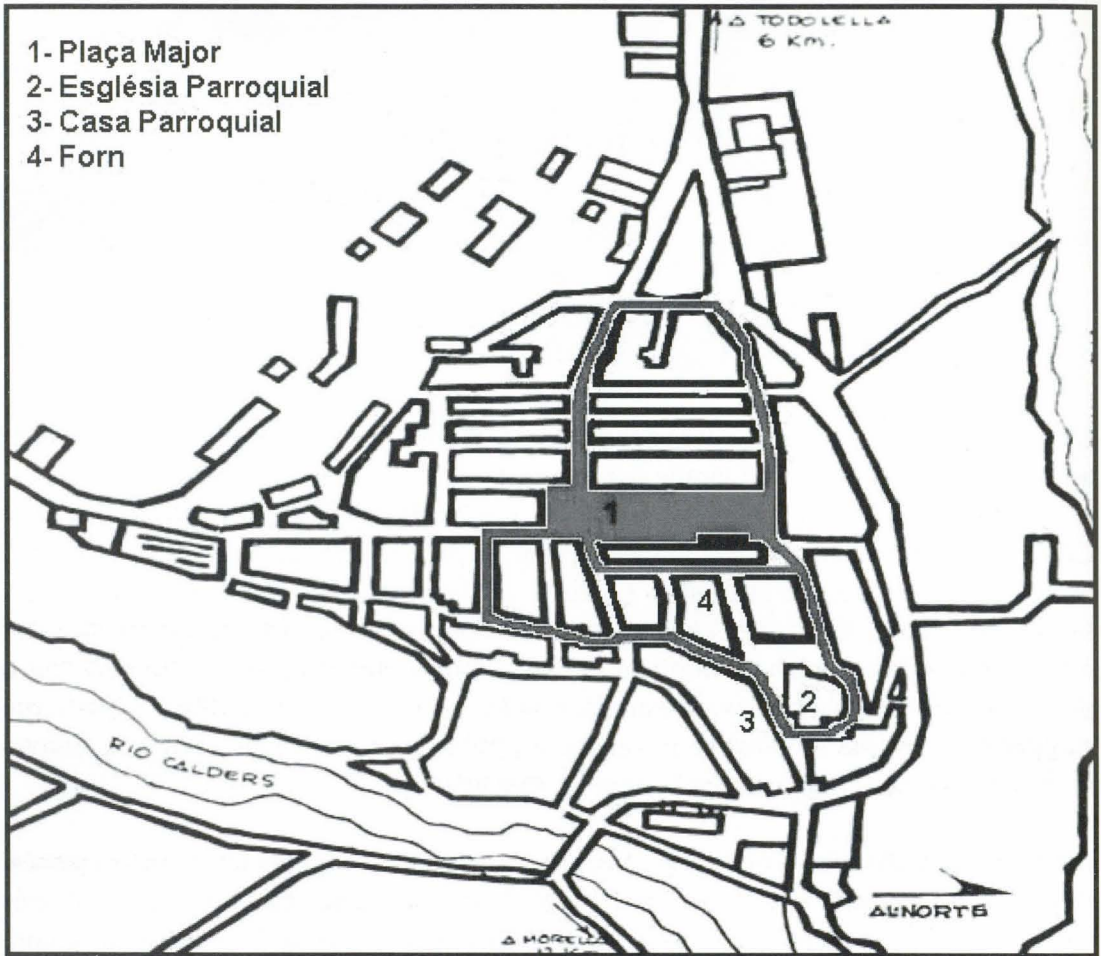 1- Plaça Major
2- Església Parroquial
3- Casa Parroquial
4- Forn
A TODOLELLA
6 Km.
1
4
2
3
RIO CALDERS
AL NORTE
A MORELLA